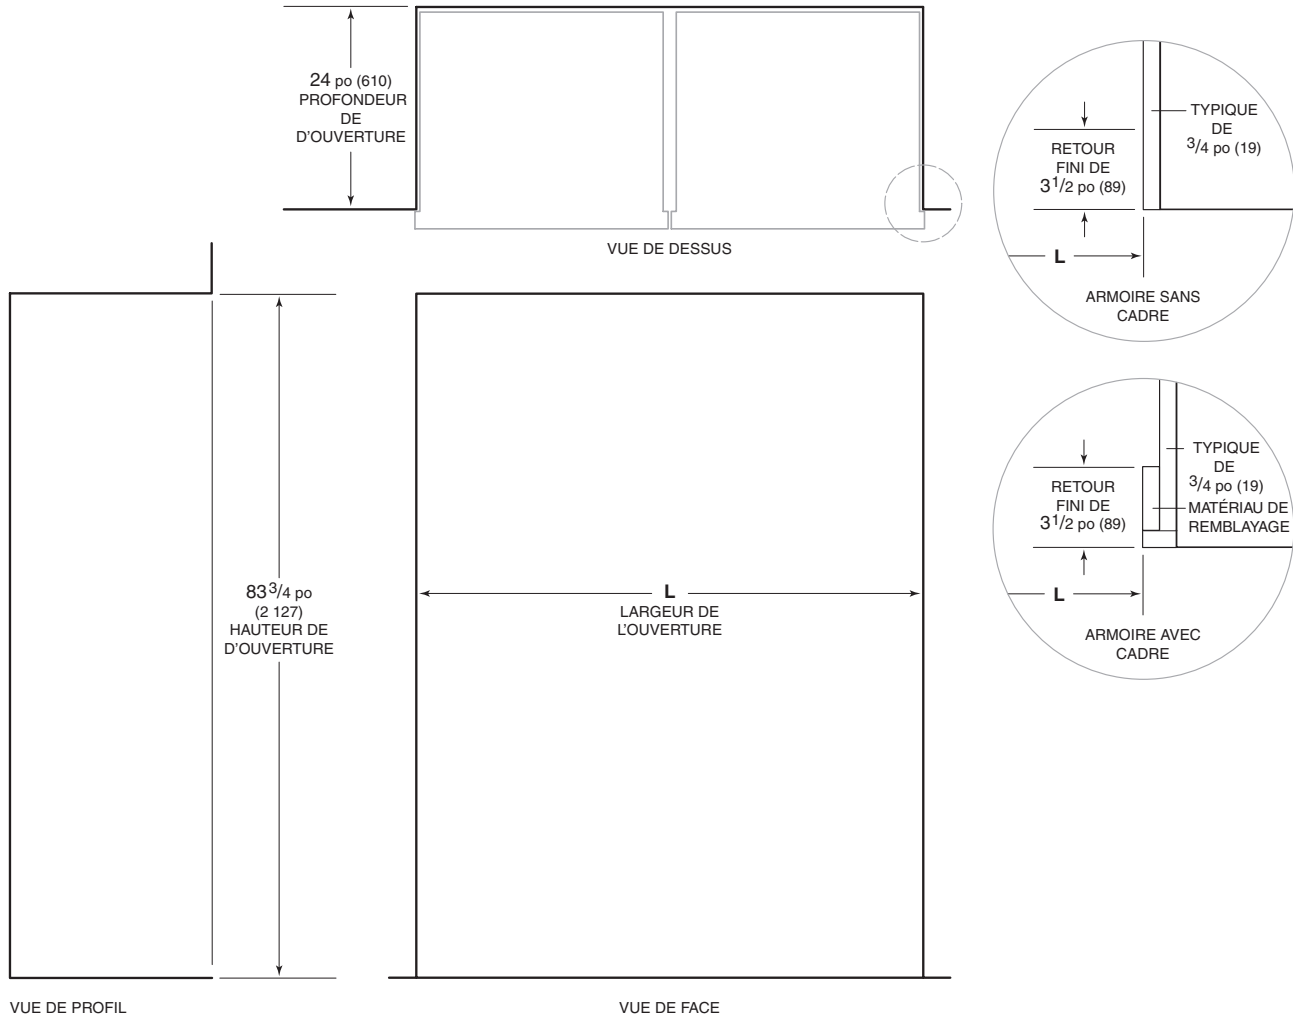 24 po (610)
PROFONDEUR
DE
D'OUVERTURE
VUE DE DESSUS
TYPIQUE
DE
3/4 po (19)
RETOUR
FINI DE
3 1/2 po (89)
L
ARMOIRE SANS
CADRE
83 3/4 po
(2 127)
HAUTEUR DE
D'OUVERTURE
L
LARGEUR DE
L'OUVERTURE
TYPIQUE
DE
3/4 po (19)
MATÉRIAU DE
REMBLAYAGE
RETOUR
FINI DE
3 1/2 po (89)
L
ARMOIRE AVEC
CADRE
VUE DE PROFIL
VUE DE FACE